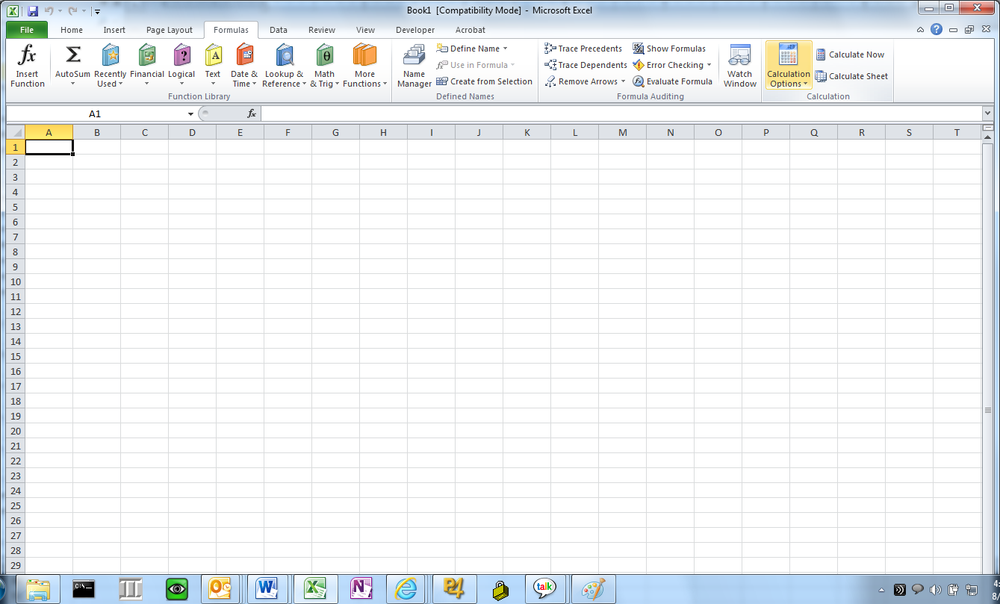 Book1 [Compatibility Mode] - Microsoft Excel
File Home Insert Page Layout Formulas Data Review View Developer Acrobat
fx Σ A ? θ
Insert Function
AutoSum
Recently Used
Financial
Logical
Text
Date & Time
Lookup & Reference
Math & Trig
More Functions
Function Library
Name Manager
Define Name
Use in Formula
Create from Selection
Defined Names
Trace Precedents
Trace Dependents
Remove Arrows
Show Formulas
Error Checking
Evaluate Formula
Formula Auditing
Watch Window
Calculation Options
Calculate Now
Calculate Sheet
Calculation
A1 fx
A B C D E F G H I J K L M N O P Q R S T
1
2
3
4
5
6
7
8
9
10
11
12
13
14
15
16
17
18
19
20
21
22
23
24
25
26
27
28
29
C:\ W X N P4 talk